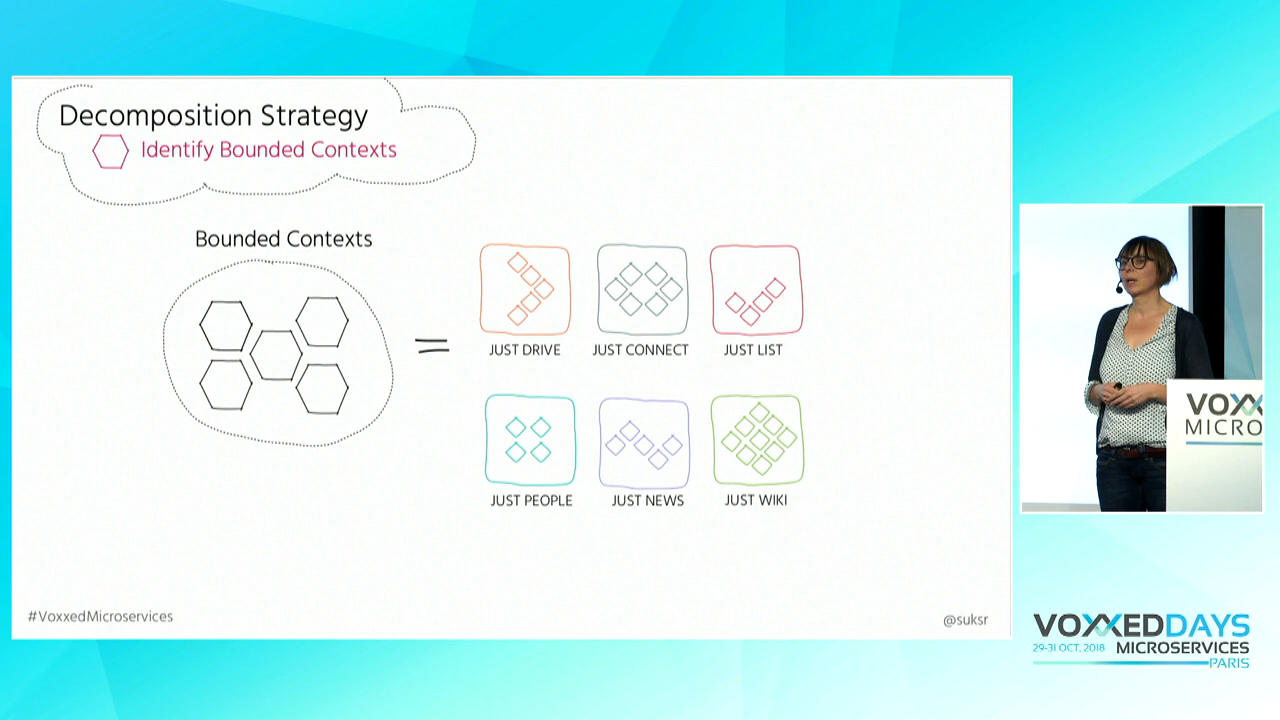 Decomposition Strategy
Identify Bounded Contexts
Bounded Contexts
JUST DRIVE
JUST CONNECT
JUST LIST
JUST PEOPLE
JUST NEWS
JUST WIKI
#VoxxedMicroservices
@suksr
VOXX
MICRO
VOXXEDDAYS
29-31 OCT, 2018 MICROSERVICES
PARIS